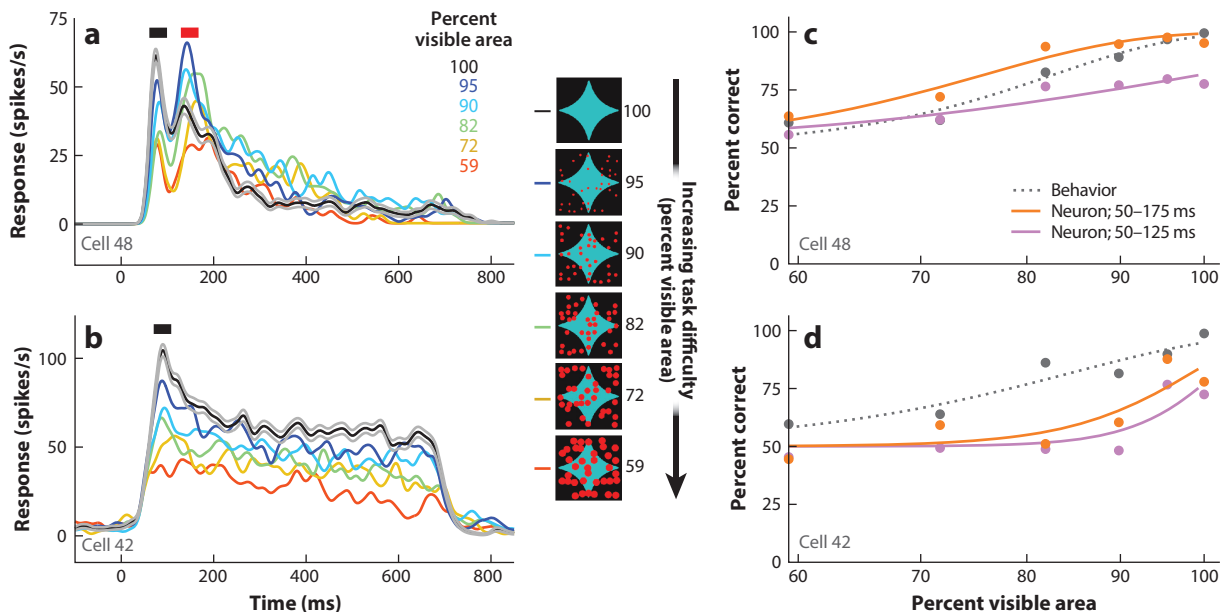 a
Response (spikes/s)
75
50
25
0
Percent
visible area
100
95
90
82
72
59
Cell 48
0
200
400
600
800
b
Response (spikes/s)
100
50
0
Cell 42
0
200
400
600
800
Time (ms)
100
95
90
82
72
59
Increasing task difficulty
(percent visible area)
c
Percent correct
100
75
50
25
0
Behavior
Neuron; 50–175 ms
Neuron; 50–125 ms
Cell 48
60
70
80
90
100
d
Percent correct
100
75
50
25
0
Cell 42
60
70
80
90
100
Percent visible area